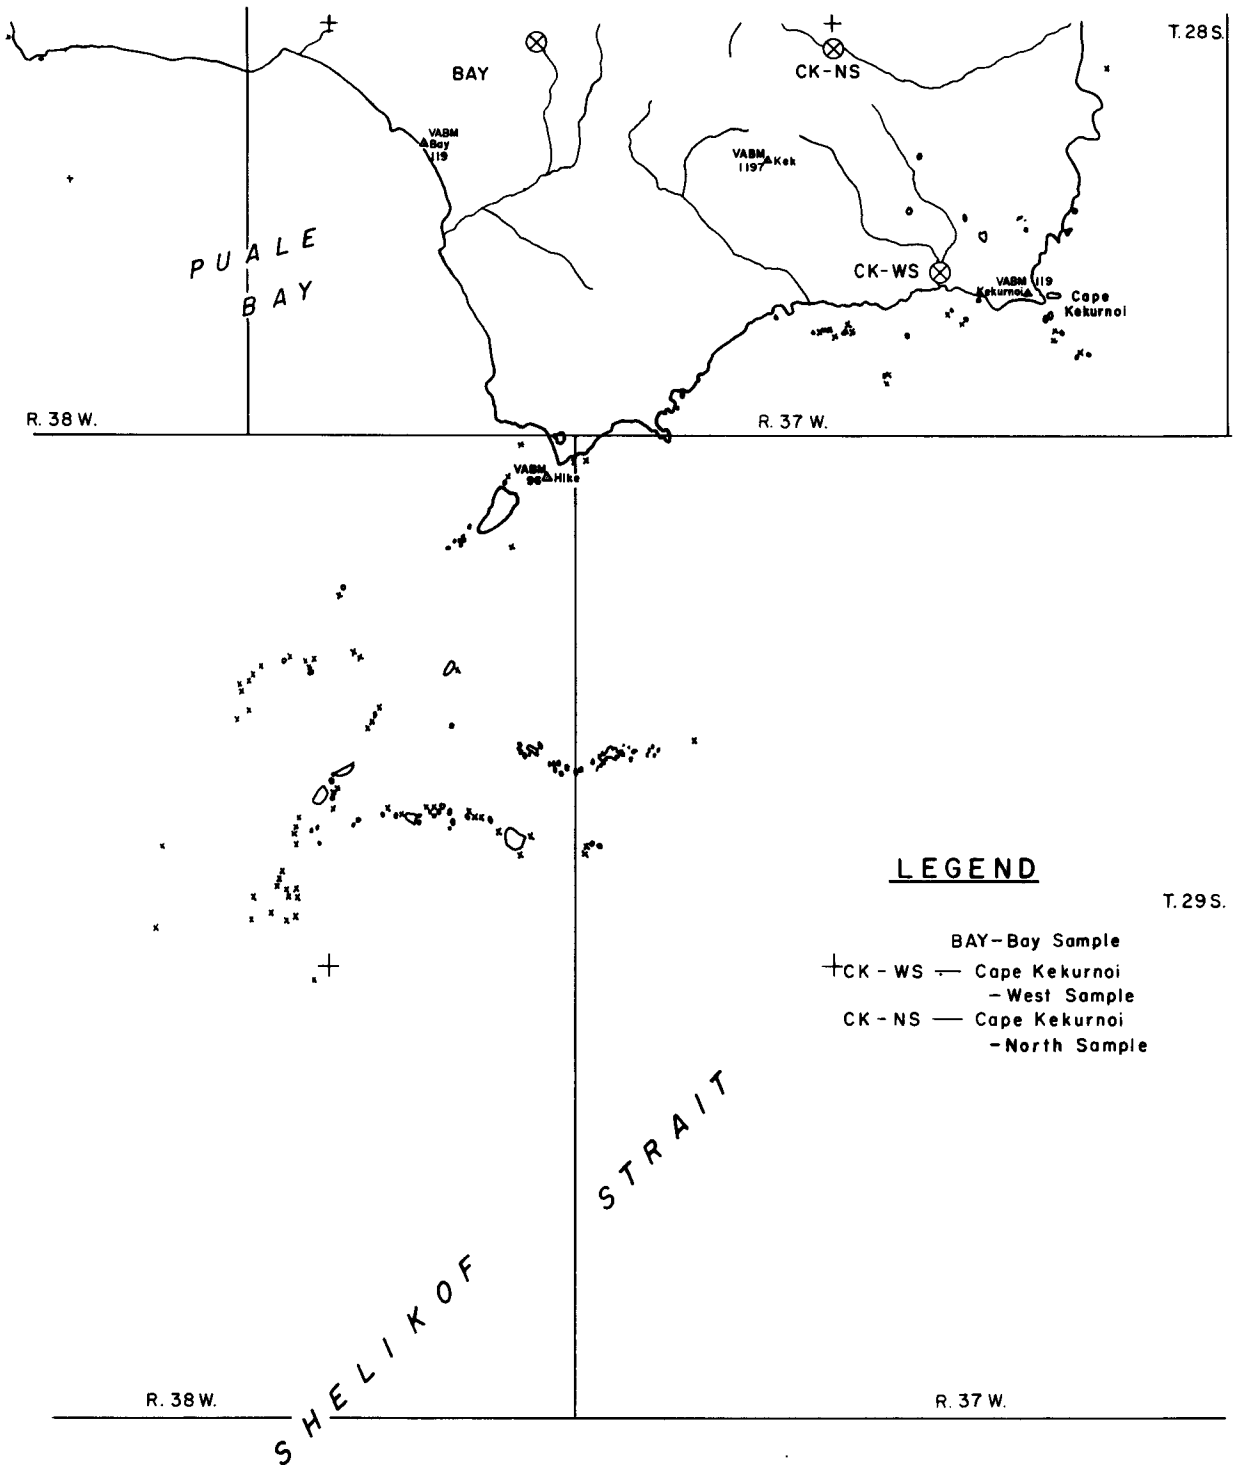 T. 28 S.
BAY
CK-NS
VABM
Bay
119
VABM
1197 Kek
PUALE
BAY
CK-WS
VABM 119
Kekurnoi
Cape
Kekurnoi
R. 38 W.
R. 37 W.
VABM
96 Hike
LEGEND
T. 29 S.
BAY-Bay Sample
CK-WS — Cape Kekurnoi
-West Sample
CK-NS — Cape Kekurnoi
-North Sample
SHELIKOF STRAIT
R. 38 W.
R. 37 W.